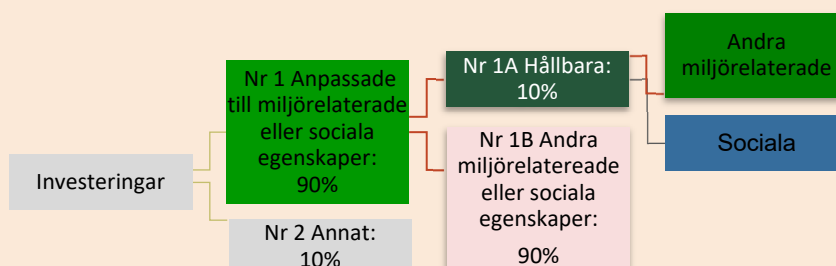 Investeringar
Nr 1 Anpassade
till miljörelaterade
eller sociala
egenskaper:
90%
Nr 2 Annat:
10%
Nr 1A Hållbara:
10%
Nr 1B Andra
miljörelatereade
eller sociala
egenskaper:
90%
Andra
miljörelaterade
Sociala